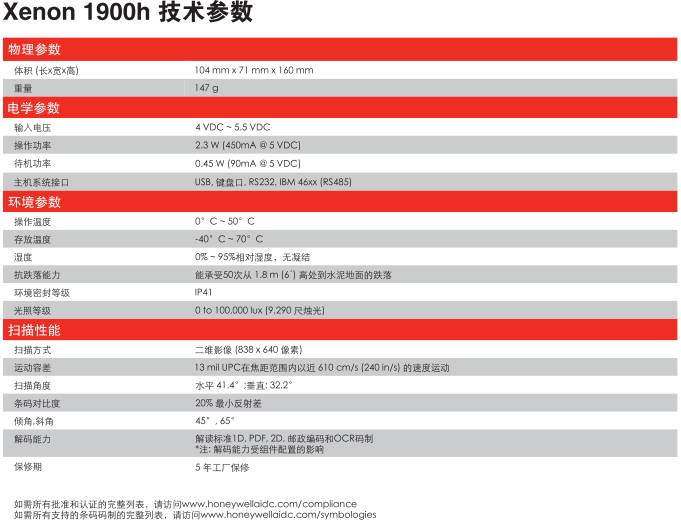 Xenon 1900h 技术参数
物理参数
体积 (长x宽x高) 104 mm x 71 mm x 160 mm
重量 147 g
电学参数
输入电压 4 VDC ~ 5.5 VDC
操作功率 2.3 W (450mA @ 5 VDC)
待机功率 0.45 W (90mA @ 5 VDC)
主机系统接口 USB, 键盘口, RS232, IBM 46xx (RS485)
环境参数
操作温度 0° C ~ 50° C
存放温度 -40° C ~ 70° C
湿度 0% ~ 95%相对湿度，无凝结
抗跌落能力 能承受50次从 1.8 m (6´) 高处到水泥地面的跌落
环境密封等级 IP41
光照等级 0 to 100,000 lux (9,290 尺烛光)
扫描性能
扫描方式 二维影像 (838 x 640 像素)
运动容差 13 mil UPC在焦距范围内以近 610 cm/s (240 in/s) 的速度运动
扫描角度 水平 41.4° ;垂直: 32.2°
条码对比度 20% 最小反射差
倾角,斜角 45° , 65°
解码能力 解读标准1D, PDF, 2D, 邮政编码和OCR码制
*注: 解码能力受组件配置的影响
保修期 5 年工厂保修
如需所有批准和认证的完整列表，请访问www.honeywellaidc.com/compliance
如需所有支持的条码码制的完整列表，请访问www.honeywellaidc.com/symbologies